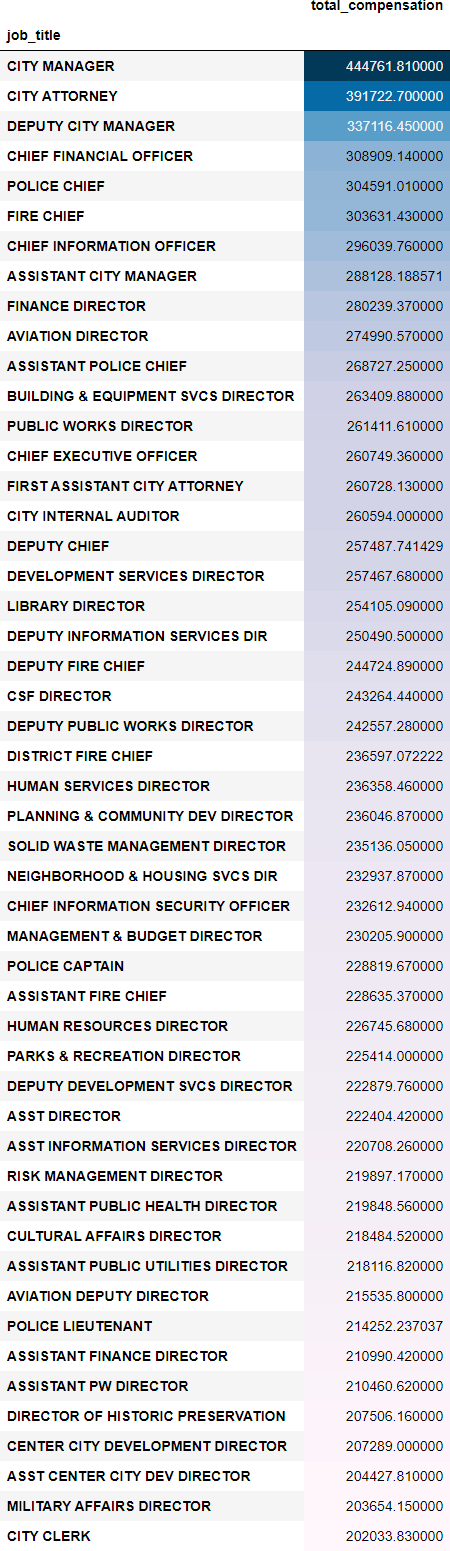 total_compensation
job_title
CITY MANAGER 444761.810000
CITY ATTORNEY 391722.700000
DEPUTY CITY MANAGER 337116.450000
CHIEF FINANCIAL OFFICER 308909.140000
POLICE CHIEF 304591.010000
FIRE CHIEF 303631.430000
CHIEF INFORMATION OFFICER 296039.760000
ASSISTANT CITY MANAGER 288128.188571
FINANCE DIRECTOR 280239.370000
AVIATION DIRECTOR 274990.570000
ASSISTANT POLICE CHIEF 268727.250000
BUILDING & EQUIPMENT SVCS DIRECTOR 263409.880000
PUBLIC WORKS DIRECTOR 261411.610000
CHIEF EXECUTIVE OFFICER 260749.360000
FIRST ASSISTANT CITY ATTORNEY 260728.130000
CITY INTERNAL AUDITOR 260594.000000
DEPUTY CHIEF 257487.741429
DEVELOPMENT SERVICES DIRECTOR 257467.680000
LIBRARY DIRECTOR 254105.090000
DEPUTY INFORMATION SERVICES DIR 250490.500000
DEPUTY FIRE CHIEF 244724.890000
CSF DIRECTOR 243264.440000
DEPUTY PUBLIC WORKS DIRECTOR 242557.280000
DISTRICT FIRE CHIEF 236597.072222
HUMAN SERVICES DIRECTOR 236358.460000
PLANNING & COMMUNITY DEV DIRECTOR 236046.870000
SOLID WASTE MANAGEMENT DIRECTOR 235136.050000
NEIGHBORHOOD & HOUSING SVCS DIR 232937.870000
CHIEF INFORMATION SECURITY OFFICER 232612.940000
MANAGEMENT & BUDGET DIRECTOR 230205.900000
POLICE CAPTAIN 228819.670000
ASSISTANT FIRE CHIEF 228635.370000
HUMAN RESOURCES DIRECTOR 226745.680000
PARKS & RECREATION DIRECTOR 225414.000000
DEPUTY DEVELOPMENT SVCS DIRECTOR 222879.760000
ASST DIRECTOR 222404.420000
ASST INFORMATION SERVICES DIRECTOR 220708.260000
RISK MANAGEMENT DIRECTOR 219897.170000
ASSISTANT PUBLIC HEALTH DIRECTOR 219848.560000
CULTURAL AFFAIRS DIRECTOR 218484.520000
ASSISTANT PUBLIC UTILITIES DIRECTOR 218116.820000
AVIATION DEPUTY DIRECTOR 215535.800000
POLICE LIEUTENANT 214252.237037
ASSISTANT FINANCE DIRECTOR 210990.420000
ASSISTANT PW DIRECTOR 210460.620000
DIRECTOR OF HISTORIC PRESERVATION 207506.160000
CENTER CITY DEVELOPMENT DIRECTOR 207289.000000
ASST CENTER CITY DEV DIRECTOR 204427.810000
MILITARY AFFAIRS DIRECTOR 203654.150000
CITY CLERK 202033.830000